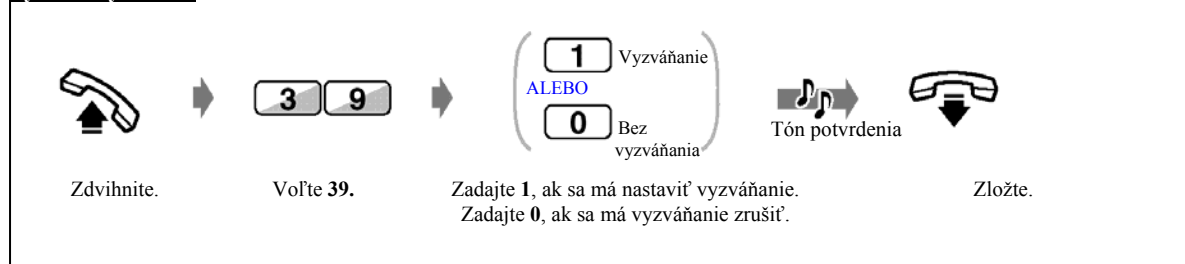 1 Vyzváňanie
ALEBO
3 9
0 Bez
vyzváňania
Tón potvrdenia
Zdvihnite.
Voľte 39.
Zadajte 1, ak sa má nastaviť vyzváňanie.
Zadajte 0, ak sa má vyzváňanie zrušiť.
Zložte.